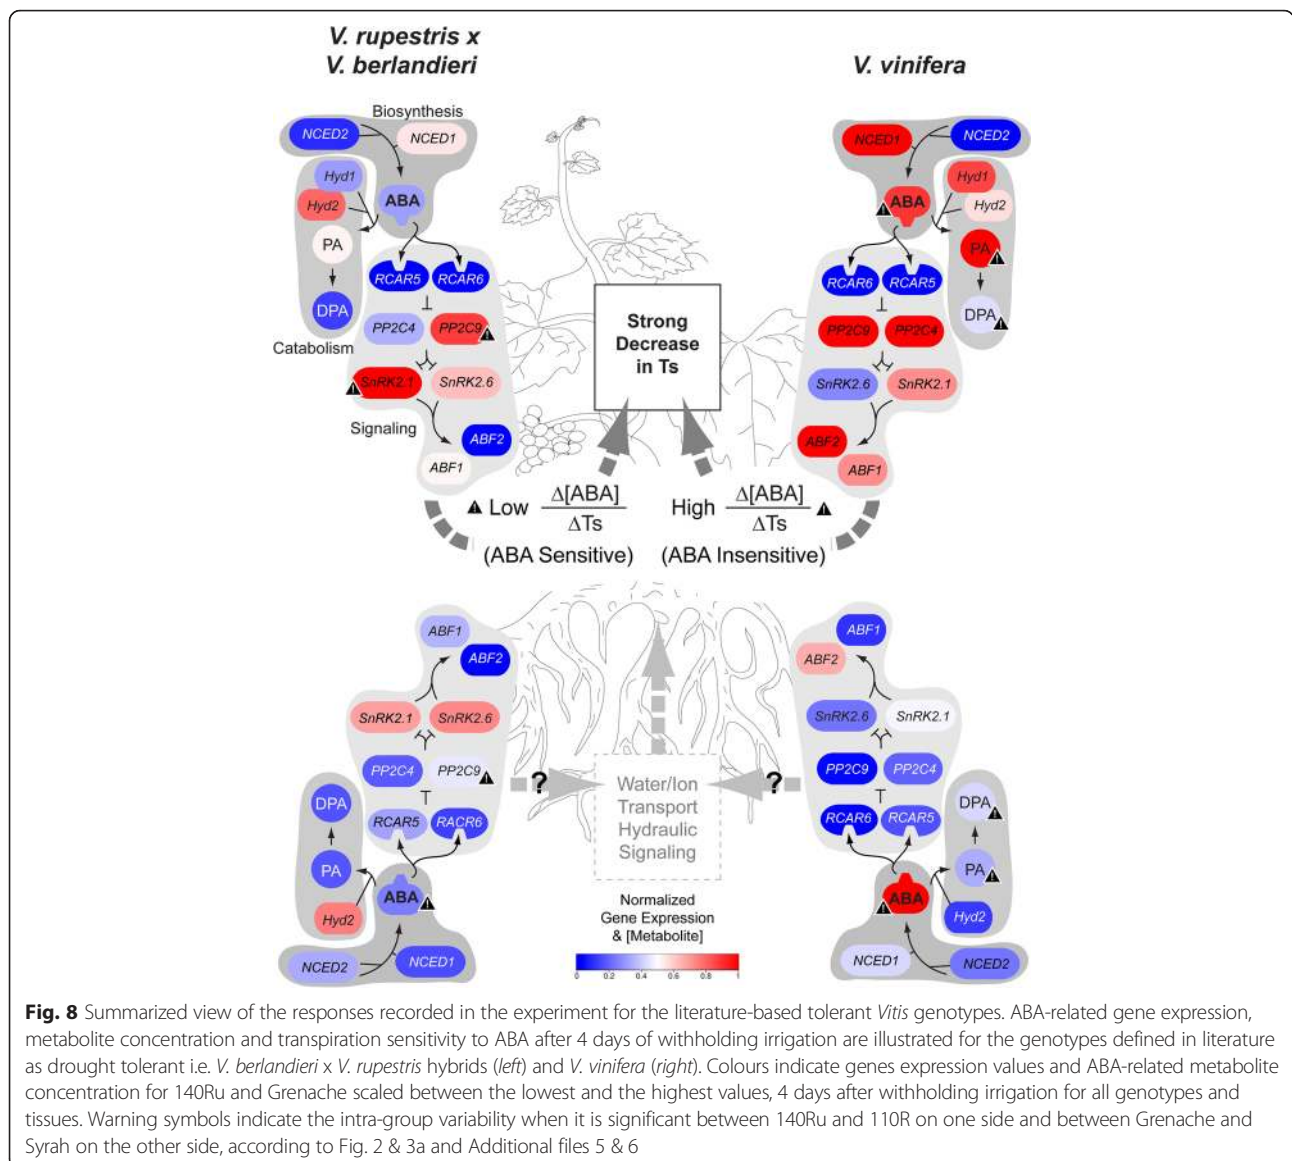 V. rupestris x
V. berlandieri
V. vinifera
Biosynthesis
NCED2
NCED1
Hyd1
Hyd2
ABA
PA
DPA
Catabolism
RCAR5
RCAR6
PP2C4
PP2C9
SnRK2.1
SnRK2.6
Signaling
ABF2
ABF1
NCED1
NCED2
Hyd1
Hyd2
ABA
PA
DPA
RCAR6
RCAR5
PP2C9
PP2C4
SnRK2.6
SnRK2.1
ABF2
ABF1
Strong
Decrease
in Ts
Low Δ[ABA]
ΔTs
(ABA Sensitive)
High Δ[ABA]
ΔTs
(ABA Insensitive)
ABF1
ABF2
SnRK2.1
SnRK2.6
PP2C4
PP2C9
RCAR5
RACR6
DPA
PA
ABA
Hyd2
NCED2
NCED1
?
Water/Ion
Transport
Hydraulic
Signaling
?
ABF1
ABF2
SnRK2.6
SnRK2.1
PP2C9
PP2C4
RCAR6
RCAR5
DPA
PA
ABA
Hyd2
NCED1
NCED2
Normalized
Gene Expression
& [Metabolite]
0 0.2 0.4 0.6 0.8 1
Fig. 8 Summarized view of the responses recorded in the experiment for the literature-based tolerant Vitis genotypes. ABA-related gene expression,
metabolite concentration and transpiration sensitivity to ABA after 4 days of withholding irrigation are illustrated for the genotypes defined in literature
as drought tolerant i.e. V. berlandieri x V. rupestris hybrids (left) and V. vinifera (right). Colours indicate genes expression values and ABA-related metabolite
concentration for 140Ru and Grenache scaled between the lowest and the highest values, 4 days after withholding irrigation for all genotypes and
tissues. Warning symbols indicate the intra-group variability when it is significant between 140Ru and 110R on one side and between Grenache and
Syrah on the other side, according to Fig. 2 & 3a and Additional files 5 & 6